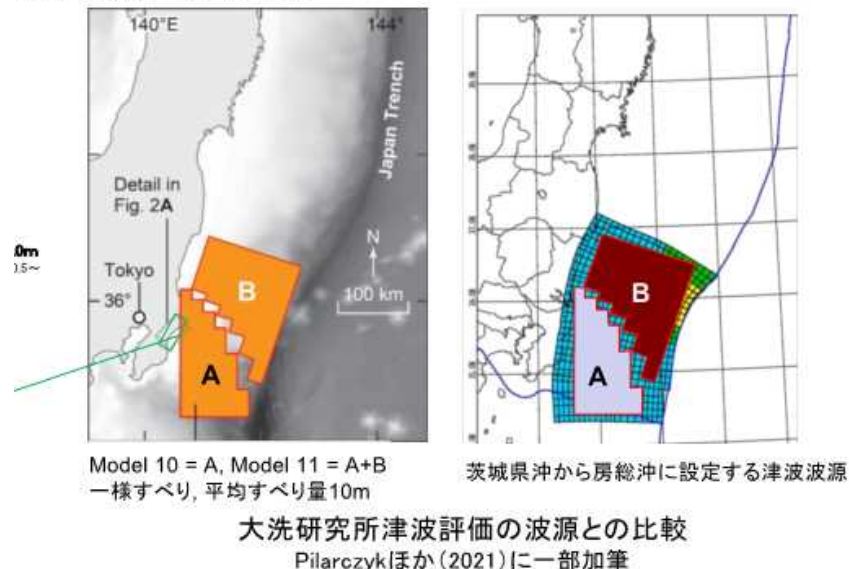 140°E
144°
Japan Trench
Detail in
Fig. 2A
.0m
0.5～
Tokyo
36°
N
100 km
B
A
B
A
Model 10 = A, Model 11 = A+B
一様すべり, 平均すべり量10m
茨城県沖から房総沖に設定する津波波源
大洗研究所津波評価の波源との比較
Pilarczykほか（2021）に一部加筆